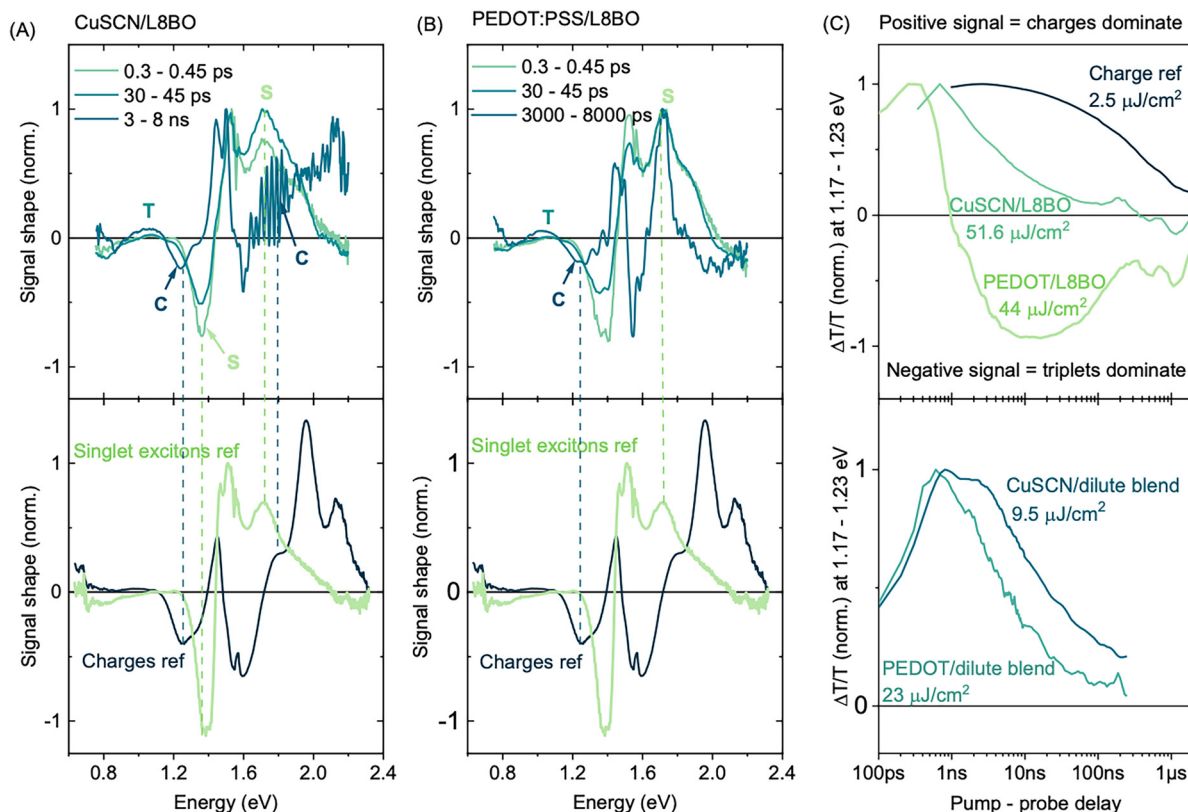 (A)
CuSCN/L8BO
0.3 - 0.45 ps
30 - 45 ps
3 - 8 ns
S
T
C
C
S
Signal shape (norm.)
1
0
-1
Singlet excitons ref
Charges ref
Signal shape (norm.)
1
0
-1
0.8 1.2 1.6 2.0 2.4
Energy (eV)
(B)
PEDOT:PSS/L8BO
0.3 - 0.45 ps
30 - 45 ps
3000 - 8000 ps
S
T
C
Signal shape (norm.)
1
0
-1
Singlet excitons ref
Charges ref
Signal shape (norm.)
1
0
-1
0.8 1.2 1.6 2.0 2.4
Energy (eV)
(C)
Positive signal = charges dominate
Charge ref
2.5 μJ/cm²
CuSCN/L8BO
51.6 μJ/cm²
PEDOT/L8BO
44 μJ/cm²
Negative signal = triplets dominate
ΔT/T (norm.) at 1.17 - 1.23 eV
1
0
-1
CuSCN/dilute blend
9.5 μJ/cm²
PEDOT/dilute blend
23 μJ/cm²
ΔT/T (norm.) at 1.17 - 1.23 eV
1
0
100ps 1ns 10ns 100ns 1μs
Pump - probe delay